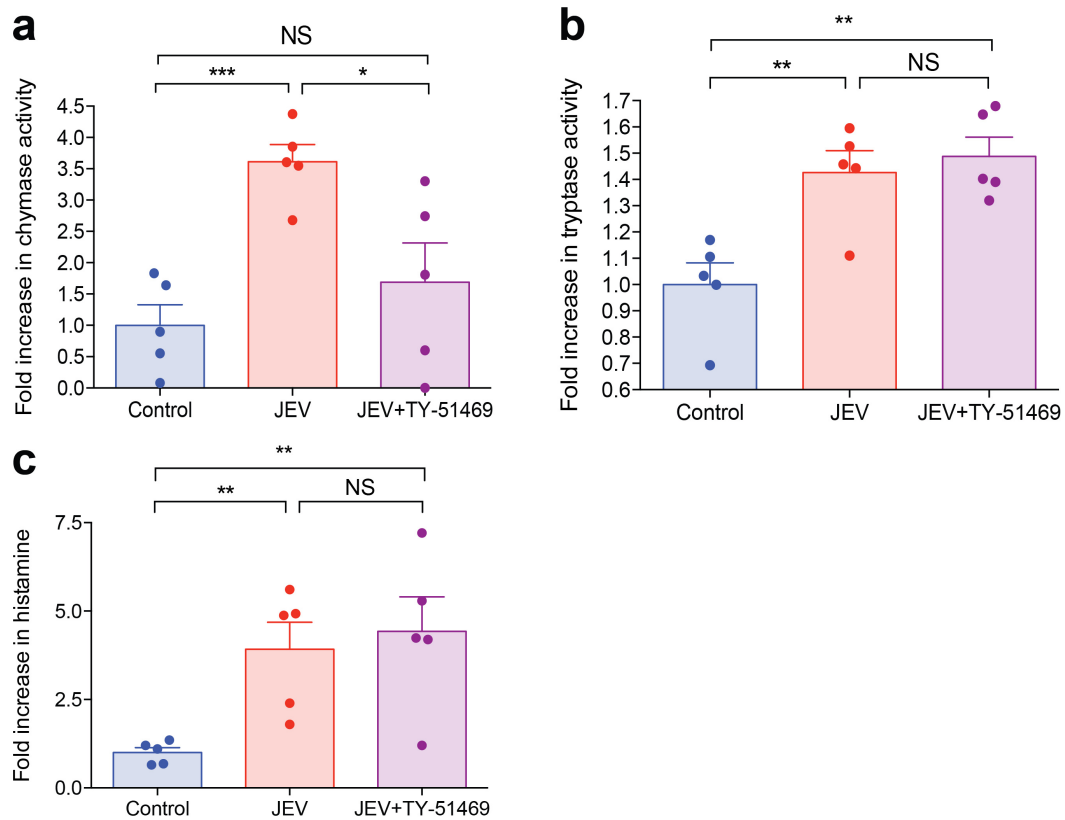 a
NS
***
*
Fold increase in chymase activity
4.5
4.0
3.5
3.0
2.5
2.0
1.5
1.0
0.5
0.0
Control
JEV
JEV+TY-51469
b
**
**
NS
Fold increase in tryptase activity
1.7
1.6
1.5
1.4
1.3
1.2
1.1
1.0
0.9
0.8
0.7
0.6
Control
JEV
JEV+TY-51469
c
**
**
NS
Fold increase in histamine
7.5
5.0
2.5
0.0
Control
JEV
JEV+TY-51469